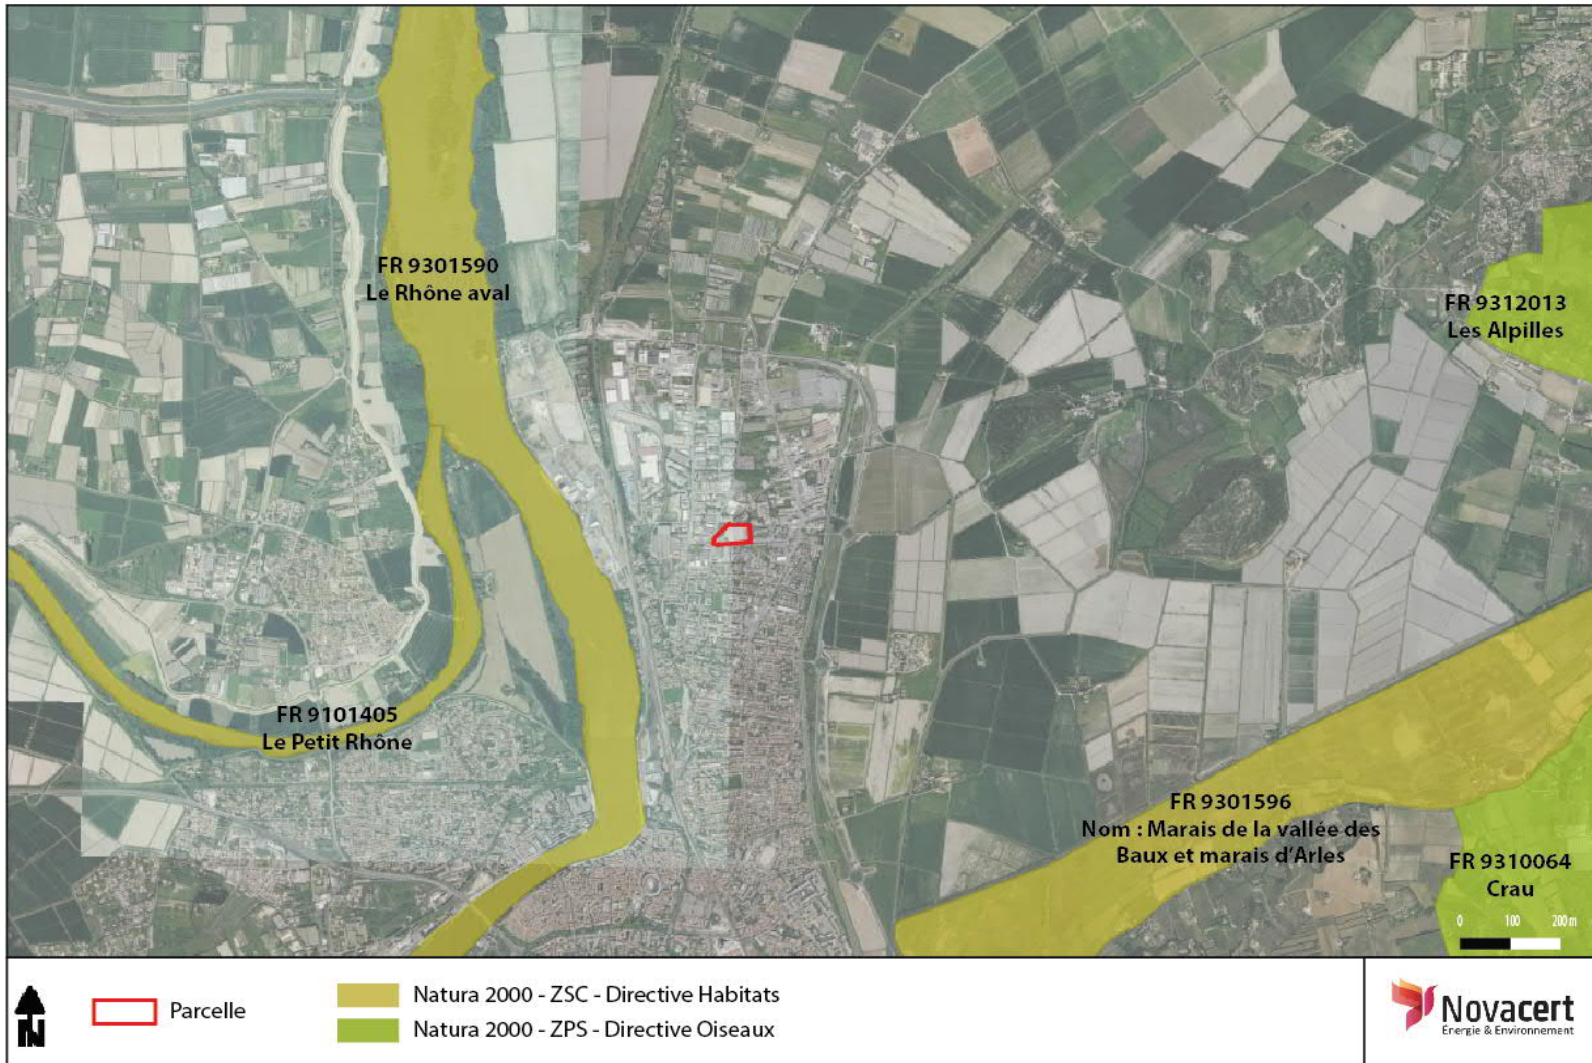 FR 9301590
Le Rhône aval
FR 9312013
Les Alpilles
FR 9101405
Le Petit Rhône
FR 9301596
Nom : Marais de la vallée des
Baux et marais d'Arles
FR 9310064
Crau
0 100 200 m
N
Parcelle
Natura 2000 - ZSC - Directive Habitats
Natura 2000 - ZPS - Directive Oiseaux
Novacert
Énergie & Environnement